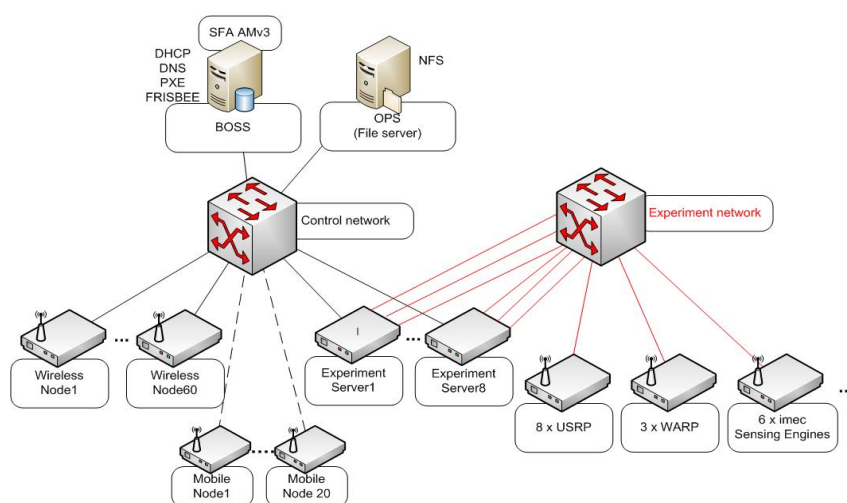 SFA AMv3
DHCP
DNS
PXE
FRISBEE
BOSS
NFS
OPS
(File server)
Control network
Experiment network
Wireless
Node1
...
Wireless
Node60
Experiment
Server1
...
Experiment
Server8
8 x USRP
3 x WARP
6 x imec
Sensing Engines
...
Mobile
Node1
....
Mobile
Node 20